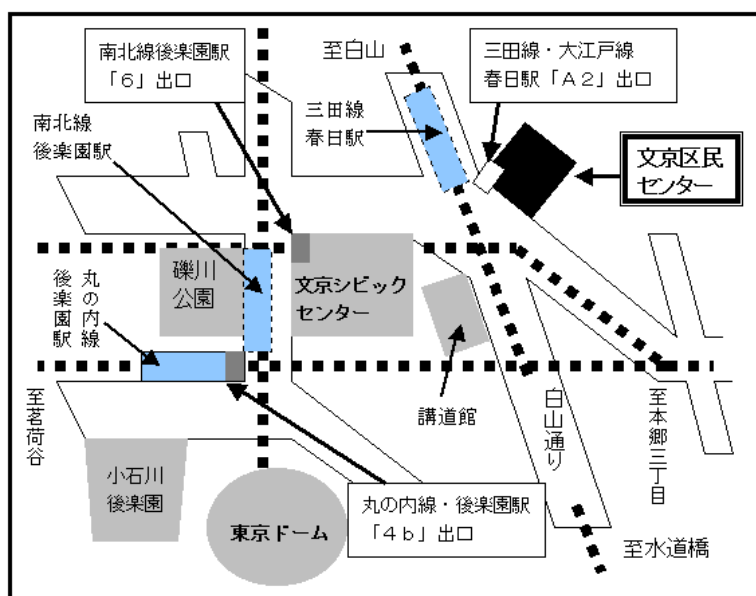 南北線後楽園駅
「6」出口
至白山
三田線・大江戸線
春日駅「A2」出口
南北線
後楽園駅
三田線
春日駅
文京区民
センター
礫川
公園
文京シビック
センター
丸の内線
後楽園駅
講道館
至茗荷谷
白山通り
至本郷三丁目
小石川
後楽園
東京ドーム
丸の内線・後楽園駅
「4b」出口
至水道橋